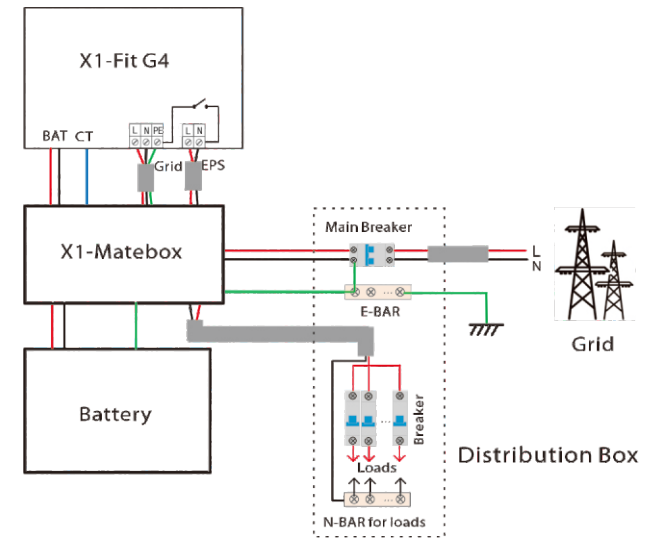 X1-Fit G4
BAT CT
L N PE
L N
Grid
EPS
Main Breaker
X1-Matebox
L
N
E-BAR
Grid
Battery
Breaker
Loads
Distribution Box
N-BAR for loads